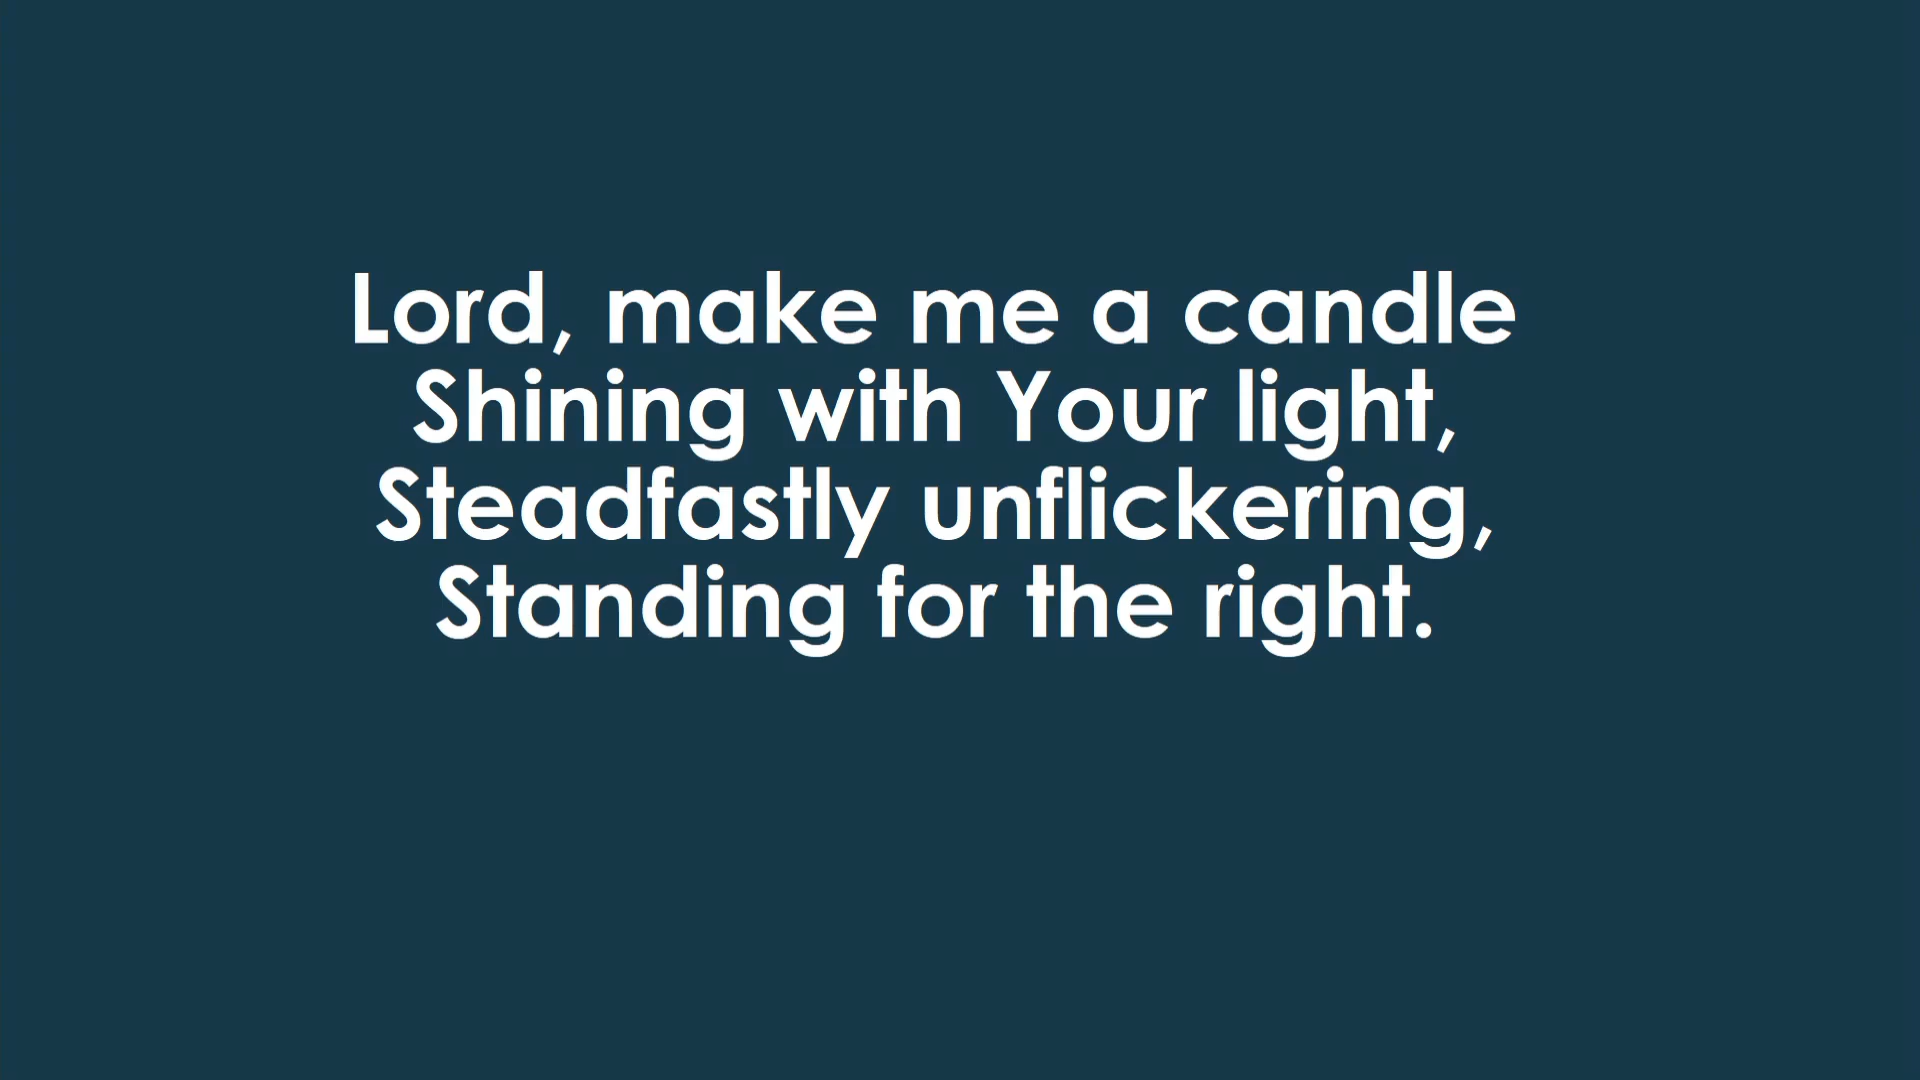 Lord, make me a candle
Shining with Your light,
Steadfastly unflickering,
Standing for the right.